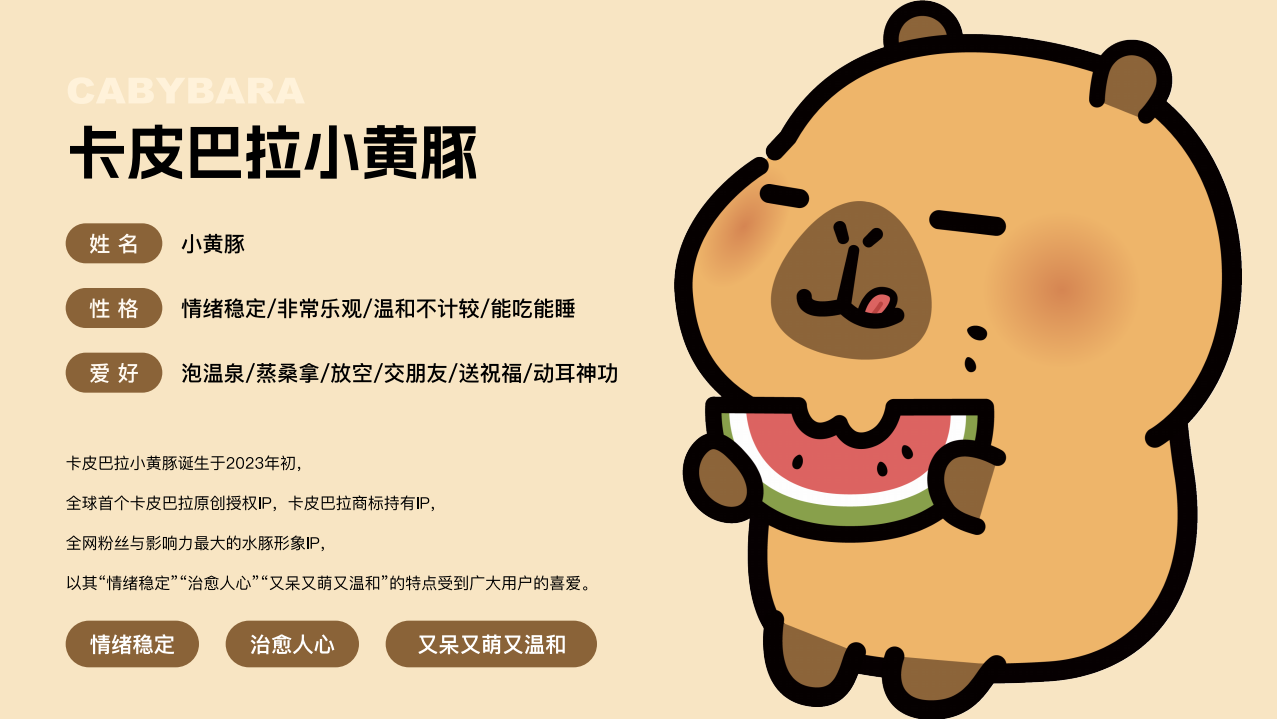 CABYBARA
卡皮巴拉小黄豚
姓 名 小黄豚
性 格 情绪稳定/非常乐观/温和不计较/能吃能睡
爱 好 泡温泉/蒸桑拿/放空/交朋友/送祝福/动耳神功
卡皮巴拉小黄豚诞生于2023年初，
全球首个卡皮巴拉原创授权IP，卡皮巴拉商标持有IP，
全网粉丝与影响力最大的水豚形象IP，
以其“情绪稳定”“治愈人心”“又呆又萌又温和”的特点受到广大用户的喜爱。
情绪稳定 治愈人心 又呆又萌又温和